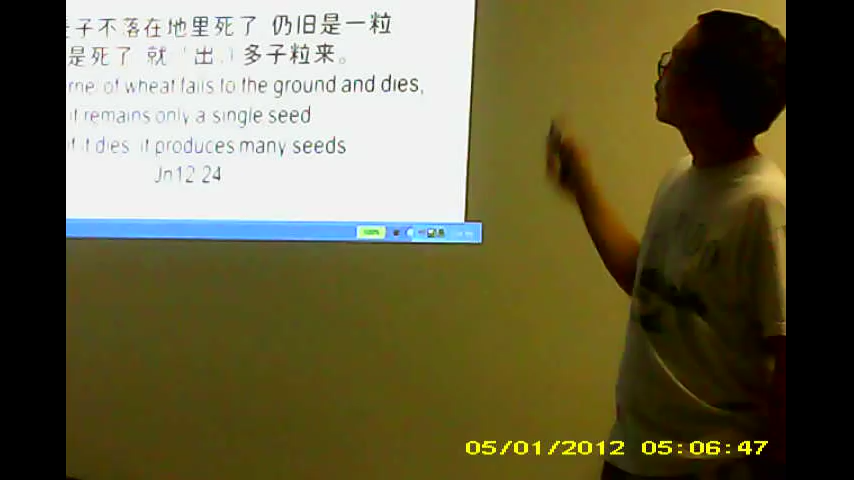 子不落在地里死了 仍旧是一粒
是死了 就 出 多子粒来。
of wheat falls to the ground and dies,
it remains only a single seed
it dies it produces many seeds
Jn12 24
100%
05/01/2012 05:06:47